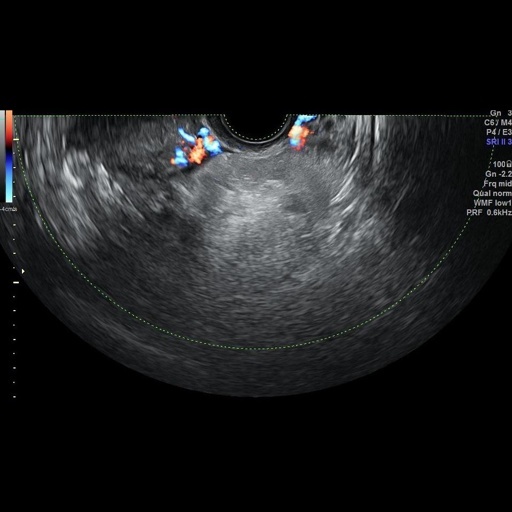 Gn 3
C6 / M4
P4 / E3
SRI II 3
Gn -2.2
Frq mid
Qual norm
WMF low1
PRF 0.6kHz